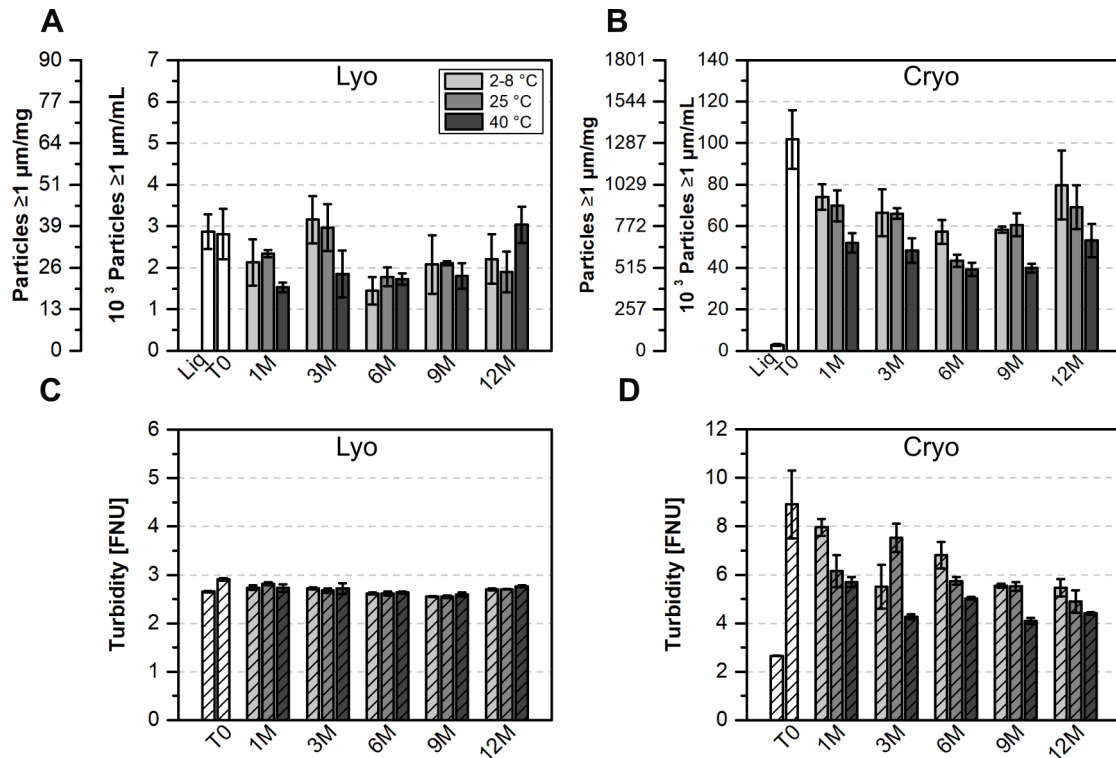 A
Particles ≥1 µm/mg
90
77
64
51
39
26
13
0
10 ³ Particles ≥1 µm/mL
7
6
5
4
3
2
1
0
Lyo
2-8 °C
25 °C
40 °C
Liq T0 1M 3M 6M 9M 12M
B
Particles ≥1 µm/mg
1801
1544
1287
1029
772
515
257
0
10 ³ Particles ≥1 µm/mL
140
120
100
80
60
40
20
0
Cryo
Liq T0 1M 3M 6M 9M 12M
C
Turbidity [FNU]
6
5
4
3
2
1
0
Lyo
T0 1M 3M 6M 9M 12M
D
Turbidity [FNU]
12
10
8
6
4
2
0
Cryo
T0 1M 3M 6M 9M 12M